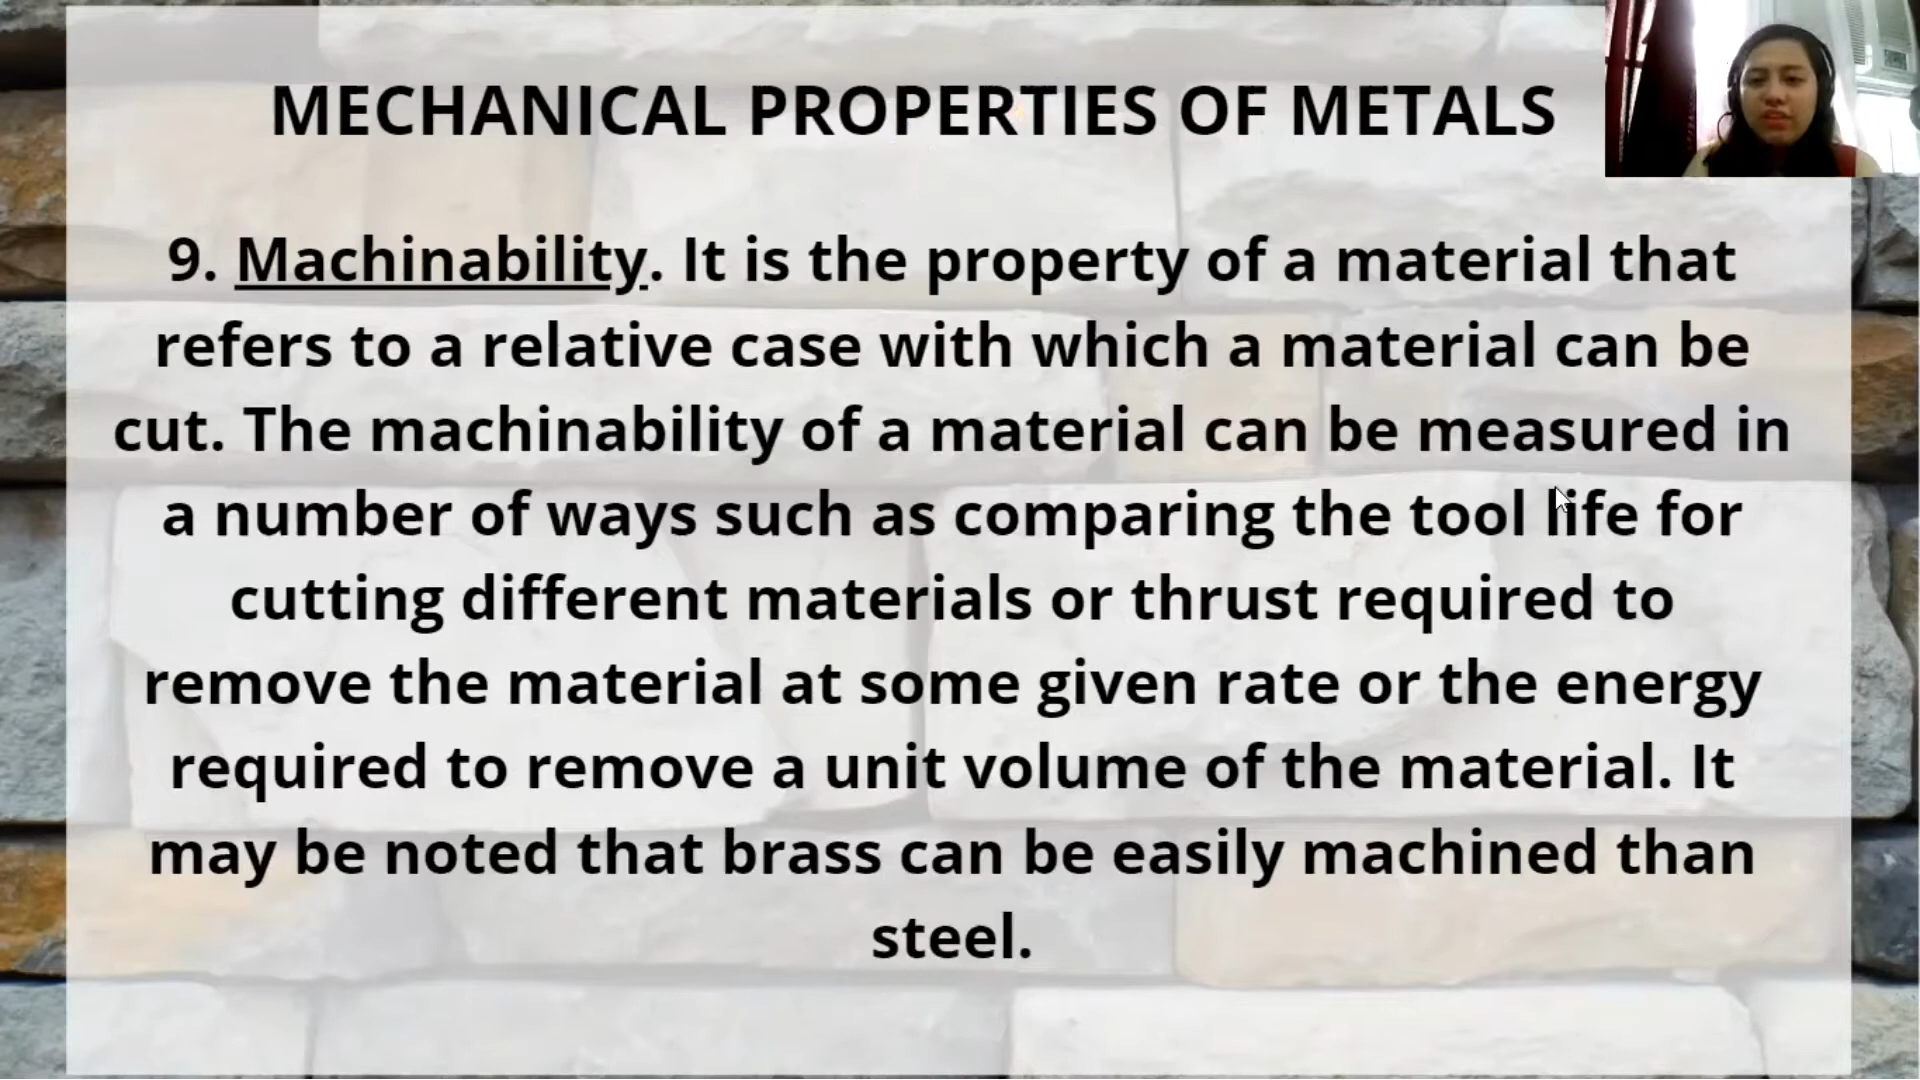 MECHANICAL PROPERTIES OF METALS
9. Machinability. It is the property of a material that
refers to a relative case with which a material can be
cut. The machinability of a material can be measured in
a number of ways such as comparing the tool life for
cutting different materials or thrust required to
remove the material at some given rate or the energy
required to remove a unit volume of the material. It
may be noted that brass can be easily machined than
steel.